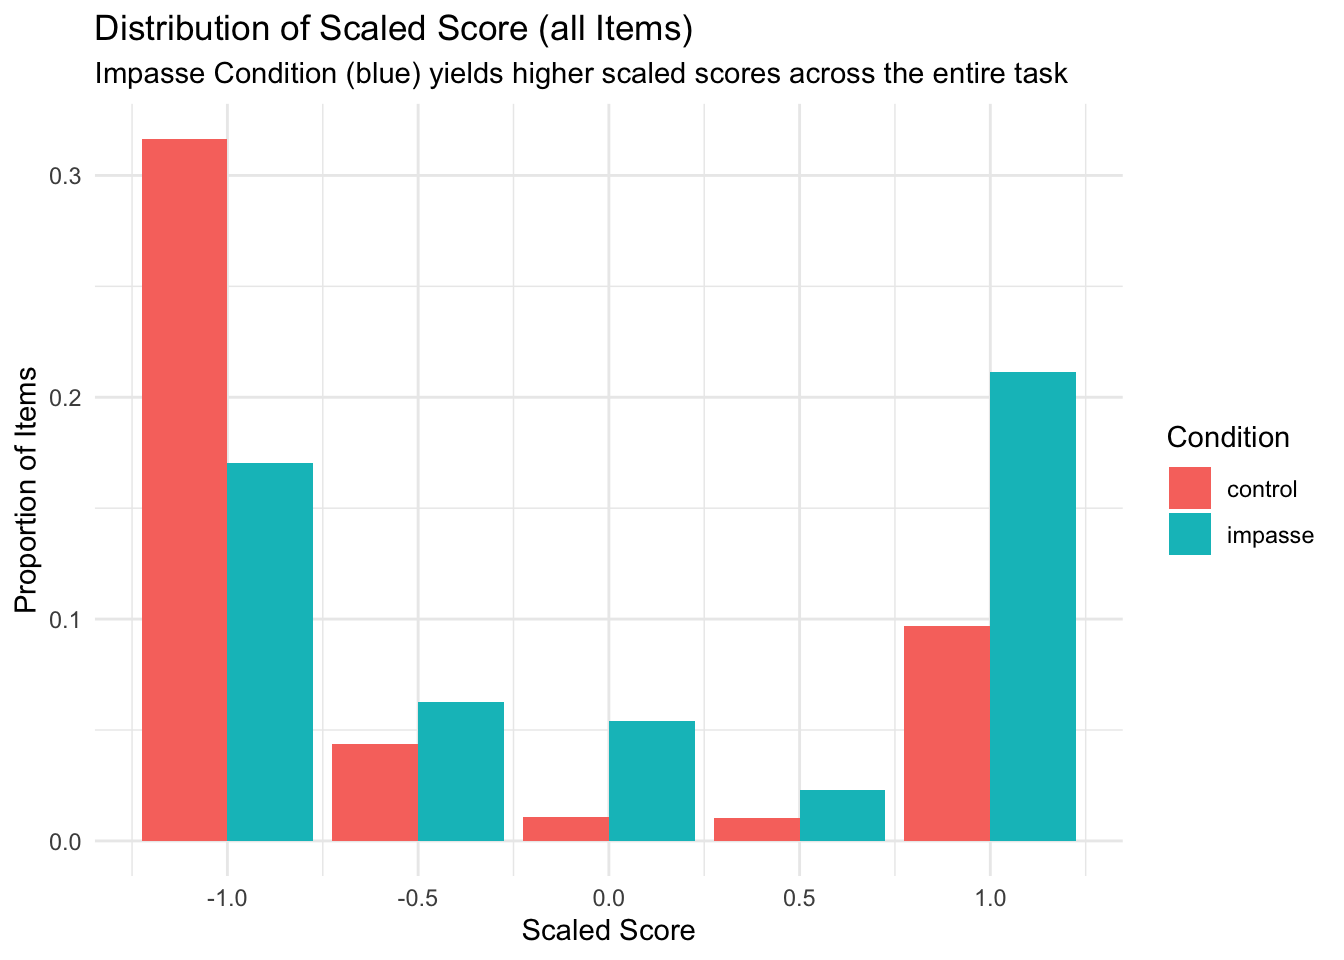 Distribution of Scaled Score (all Items)
Impasse Condition (blue) yields higher scaled scores across the entire task
Proportion of Items
0.3
0.2
0.1
0.0
-1.0
-0.5
0.0
0.5
1.0
Scaled Score
Condition
control
impasse